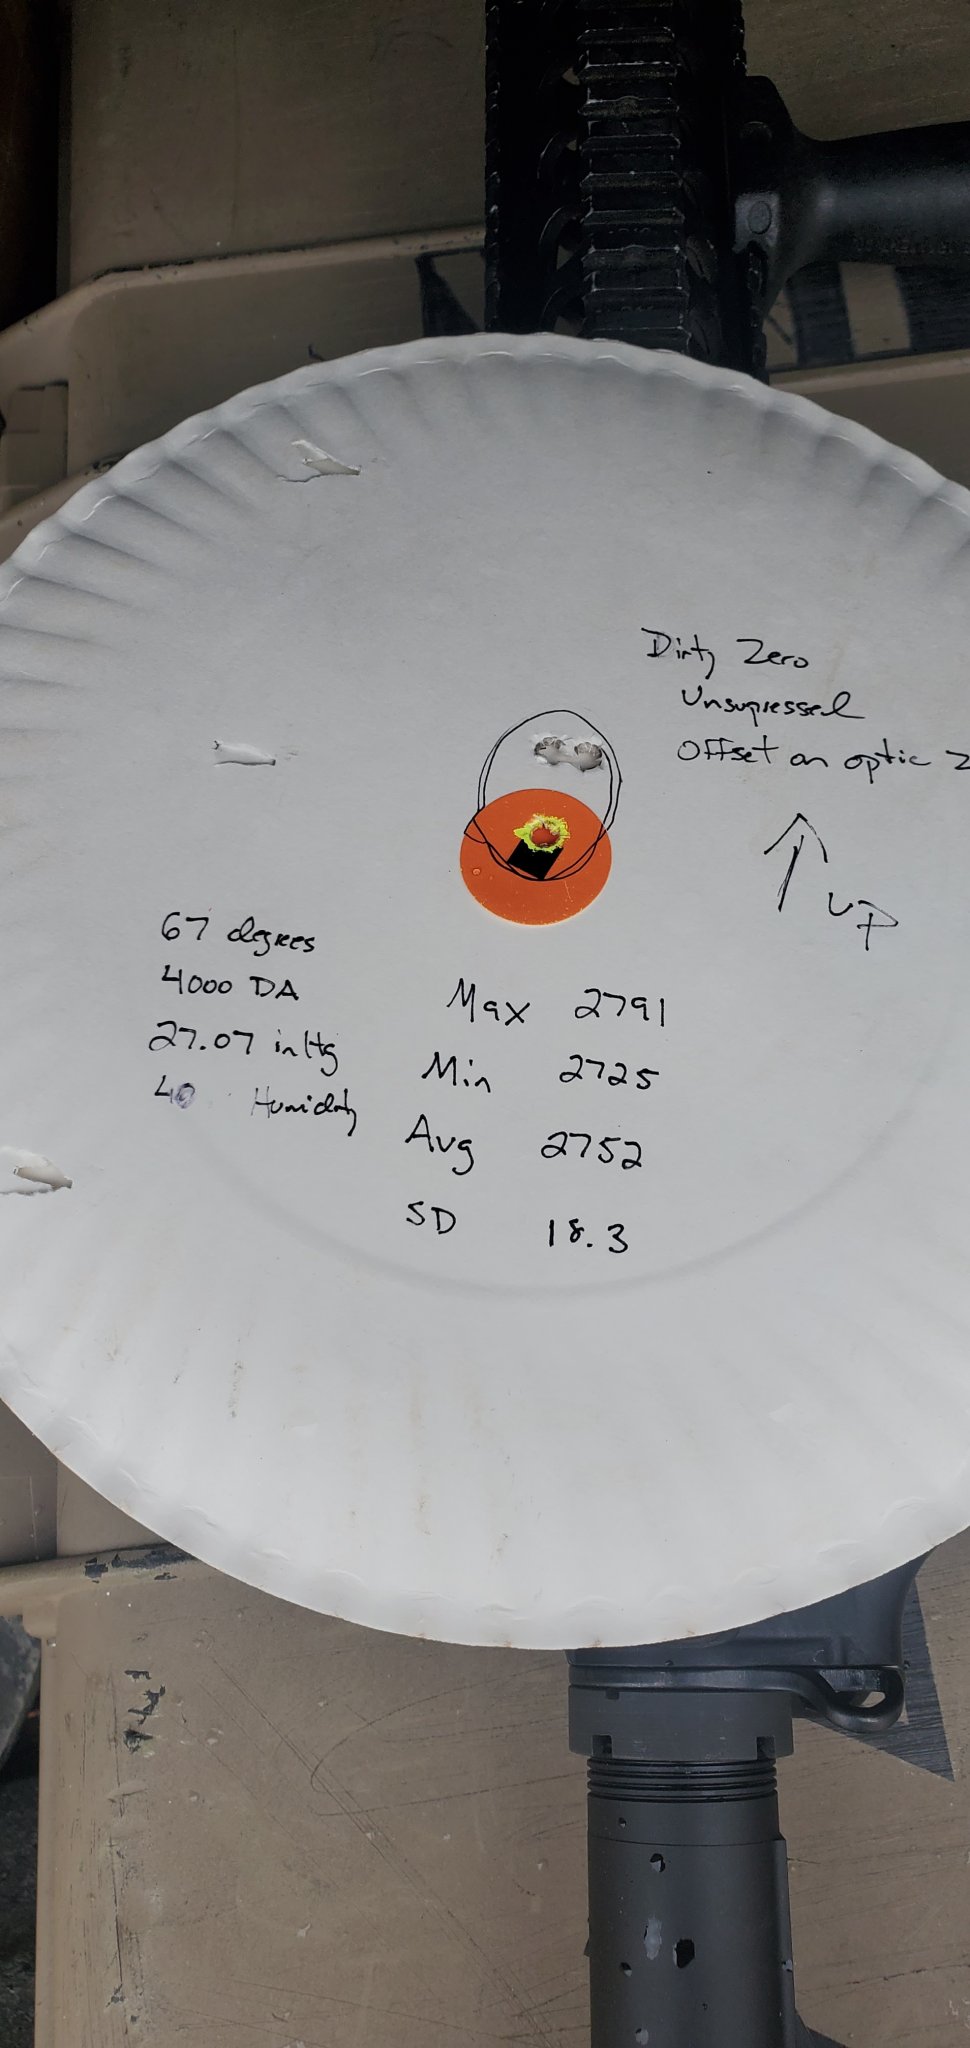 Dirty Zero
Unsupressed
Offset on optic
UP
67 degrees
4000 DA
27.07 inHg
40 Humidity
Max 2791
Min 2725
Avg 2752
SD 18.3